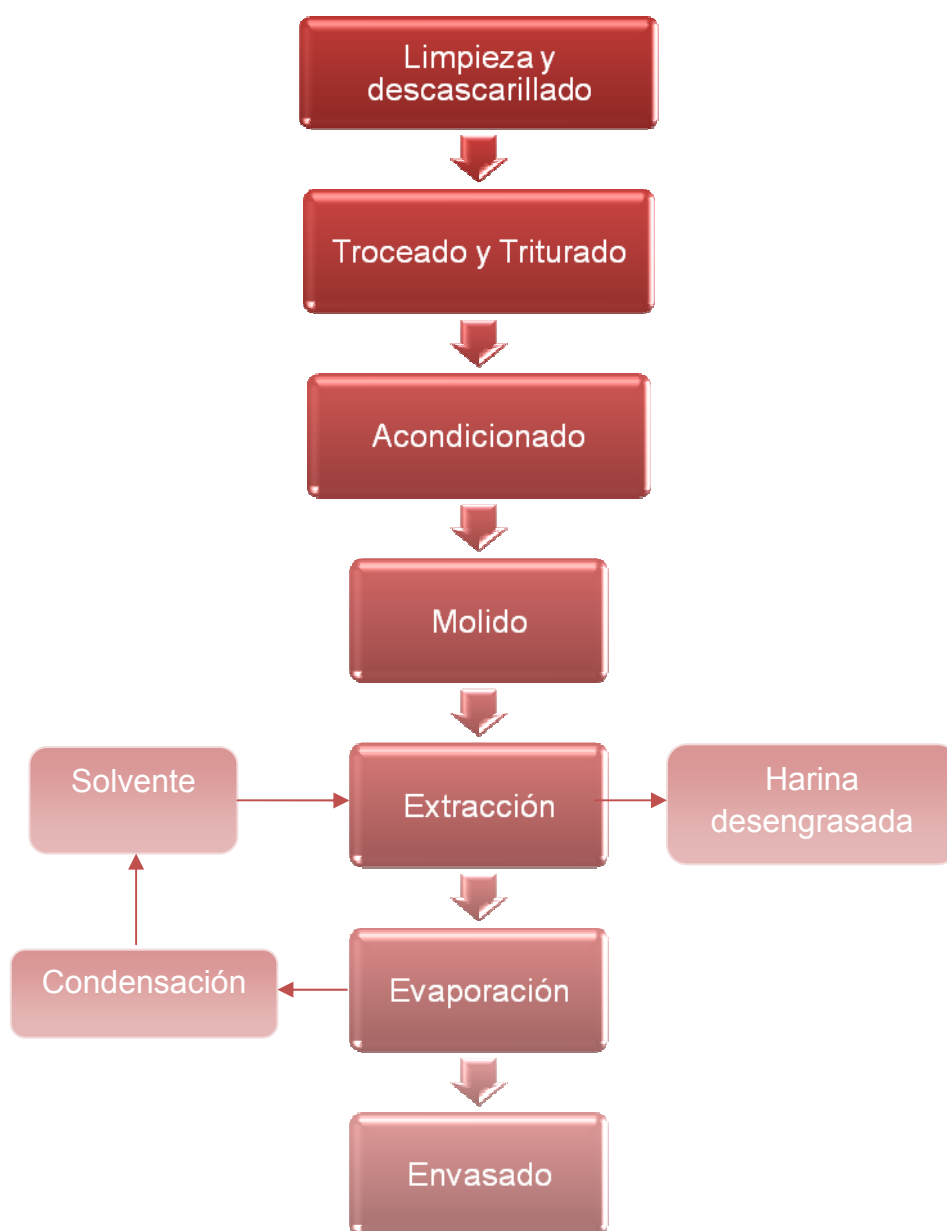 Limpieza y
descascarillado
Troceado y Triturado
Acondicionado
Molido
Solvente
Extracción
Harina
desengrasada
Condensación
Evaporación
Envasado